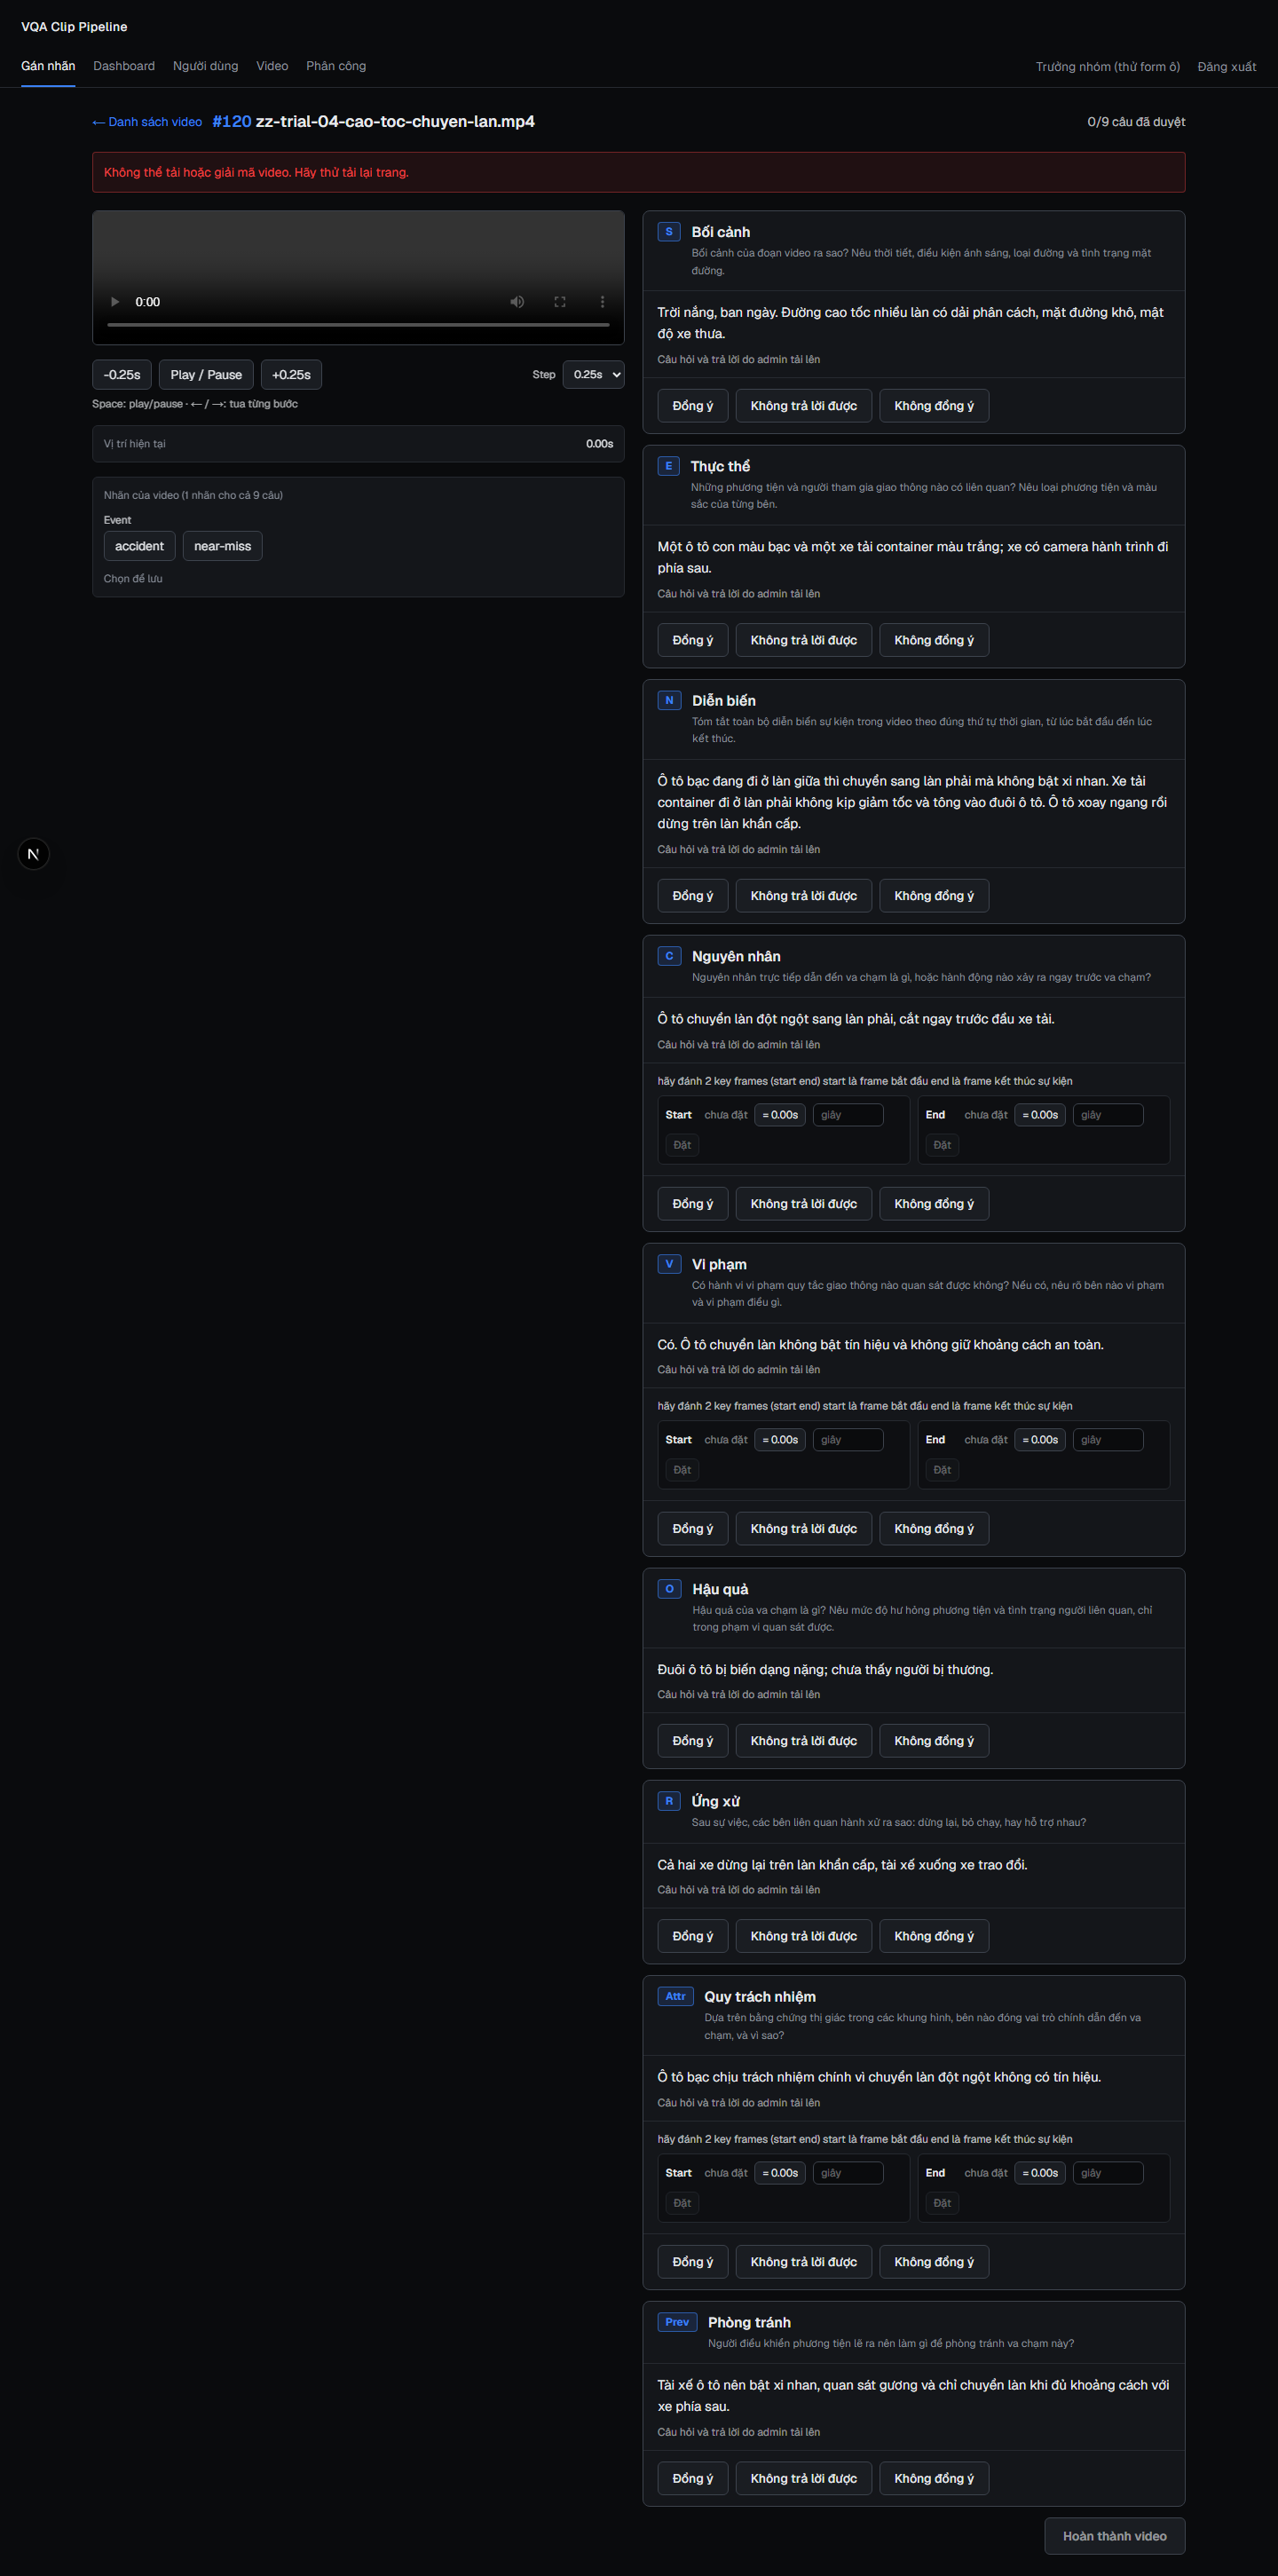 VQA Clip Pipeline
Gán nhãn Dashboard Người dùng Video Phân công Trưởng nhóm (thử form ô) Đăng xuất
← Danh sách video #120 zz-trial-04-cao-toc-chuyen-lan.mp4 0/9 câu đã duyệt
Không thể tải hoặc giải mã video. Hãy thử tải lại trang.
0:00
-0.25s Play / Pause +0.25s Step 0.25s
Space: play/pause · ← / →: tua từng bước
Vị trí hiện tại 0.00s
Nhãn của video (1 nhãn cho cả 9 câu)
Event
accident near-miss
Chọn để lưu
S Bối cảnh
Bối cảnh của đoạn video ra sao? Nêu thời tiết, điều kiện ánh sáng, loại đường và tình trạng mặt
đường.
Trời nắng, ban ngày. Đường cao tốc nhiều làn có dải phân cách, mặt đường khô, mật
độ xe thưa.
Câu hỏi và trả lời do admin tải lên
Đồng ý Không trả lời được Không đồng ý
E Thực thể
Những phương tiện và người tham gia giao thông nào có liên quan? Nêu loại phương tiện và màu
sắc của từng bên.
Một ô tô con màu bạc và một xe tải container màu trắng; xe có camera hành trình đi
phía sau.
Câu hỏi và trả lời do admin tải lên
Đồng ý Không trả lời được Không đồng ý
N Diễn biến
Tóm tắt toàn bộ diễn biến sự kiện trong video theo đúng thứ tự thời gian, từ lúc bắt đầu đến lúc
kết thúc.
Ô tô bạc đang đi ở làn giữa thì chuyển sang làn phải mà không bật xi nhan. Xe tải
container đi ở làn phải không kịp giảm tốc và tông vào đuôi ô tô. Ô tô xoay ngang rồi
dừng trên làn khẩn cấp.
Câu hỏi và trả lời do admin tải lên
Đồng ý Không trả lời được Không đồng ý
C Nguyên nhân
Nguyên nhân trực tiếp dẫn đến va chạm là gì, hoặc hành động nào xảy ra ngay trước va chạm?
Ô tô chuyển làn đột ngột sang làn phải, cắt ngay trước đầu xe tải.
Câu hỏi và trả lời do admin tải lên
hãy đánh 2 key frames (start end) start là frame bắt đầu end là frame kết thúc sự kiện
Start chưa đặt = 0.00s giây End chưa đặt = 0.00s giây
Đặt Đặt
Đồng ý Không trả lời được Không đồng ý
V Vi phạm
Có hành vi vi phạm quy tắc giao thông nào quan sát được không? Nếu có, nêu rõ bên nào vi phạm
và vi phạm điều gì.
Có. Ô tô chuyển làn không bật tín hiệu và không giữ khoảng cách an toàn.
Câu hỏi và trả lời do admin tải lên
hãy đánh 2 key frames (start end) start là frame bắt đầu end là frame kết thúc sự kiện
Start chưa đặt = 0.00s giây End chưa đặt = 0.00s giây
Đặt Đặt
Đồng ý Không trả lời được Không đồng ý
O Hậu quả
Hậu quả của va chạm là gì? Nêu mức độ hư hỏng phương tiện và tình trạng người liên quan, chỉ
trong phạm vi quan sát được.
Đuôi ô tô bị biến dạng nặng; chưa thấy người bị thương.
Câu hỏi và trả lời do admin tải lên
Đồng ý Không trả lời được Không đồng ý
R Ứng xử
Sau sự việc, các bên liên quan hành xử ra sao: dừng lại, bỏ chạy, hay hỗ trợ nhau?
Cả hai xe dừng lại trên làn khẩn cấp, tài xế xuống xe trao đổi.
Câu hỏi và trả lời do admin tải lên
Đồng ý Không trả lời được Không đồng ý
Attr Quy trách nhiệm
Dựa trên bằng chứng thị giác trong các khung hình, bên nào đóng vai trò chính dẫn đến va
chạm, và vì sao?
Ô tô bạc chịu trách nhiệm chính vì chuyển làn đột ngột không có tín hiệu.
Câu hỏi và trả lời do admin tải lên
hãy đánh 2 key frames (start end) start là frame bắt đầu end là frame kết thúc sự kiện
Start chưa đặt = 0.00s giây End chưa đặt = 0.00s giây
Đặt Đặt
Đồng ý Không trả lời được Không đồng ý
Prev Phòng tránh
Người điều khiển phương tiện lẽ ra nên làm gì để phòng tránh va chạm này?
Tài xế ô tô nên bật xi nhan, quan sát gương và chỉ chuyển làn khi đủ khoảng cách với
xe phía sau.
Câu hỏi và trả lời do admin tải lên
Đồng ý Không trả lời được Không đồng ý
Hoàn thành video
N